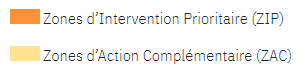 Zones d’Intervention Prioritaire (ZIP)
Zones d’Action Complémentaire (ZAC)